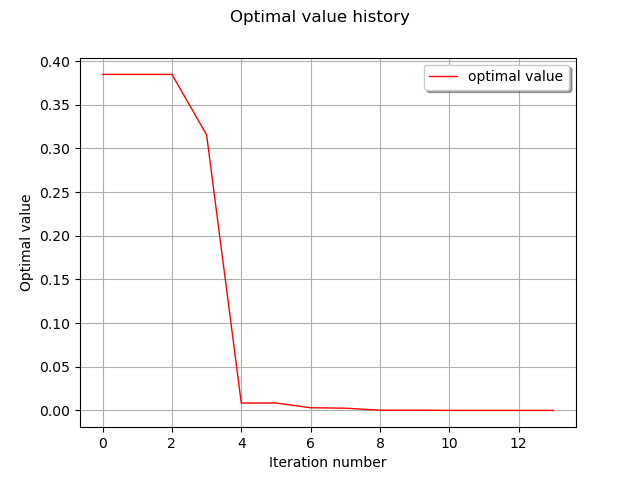 Optimal value history
optimal value
Optimal value
0.40
0.35
0.30
0.25
0.20
0.15
0.10
0.05
0.00
0 2 4 6 8 10 12
Iteration number